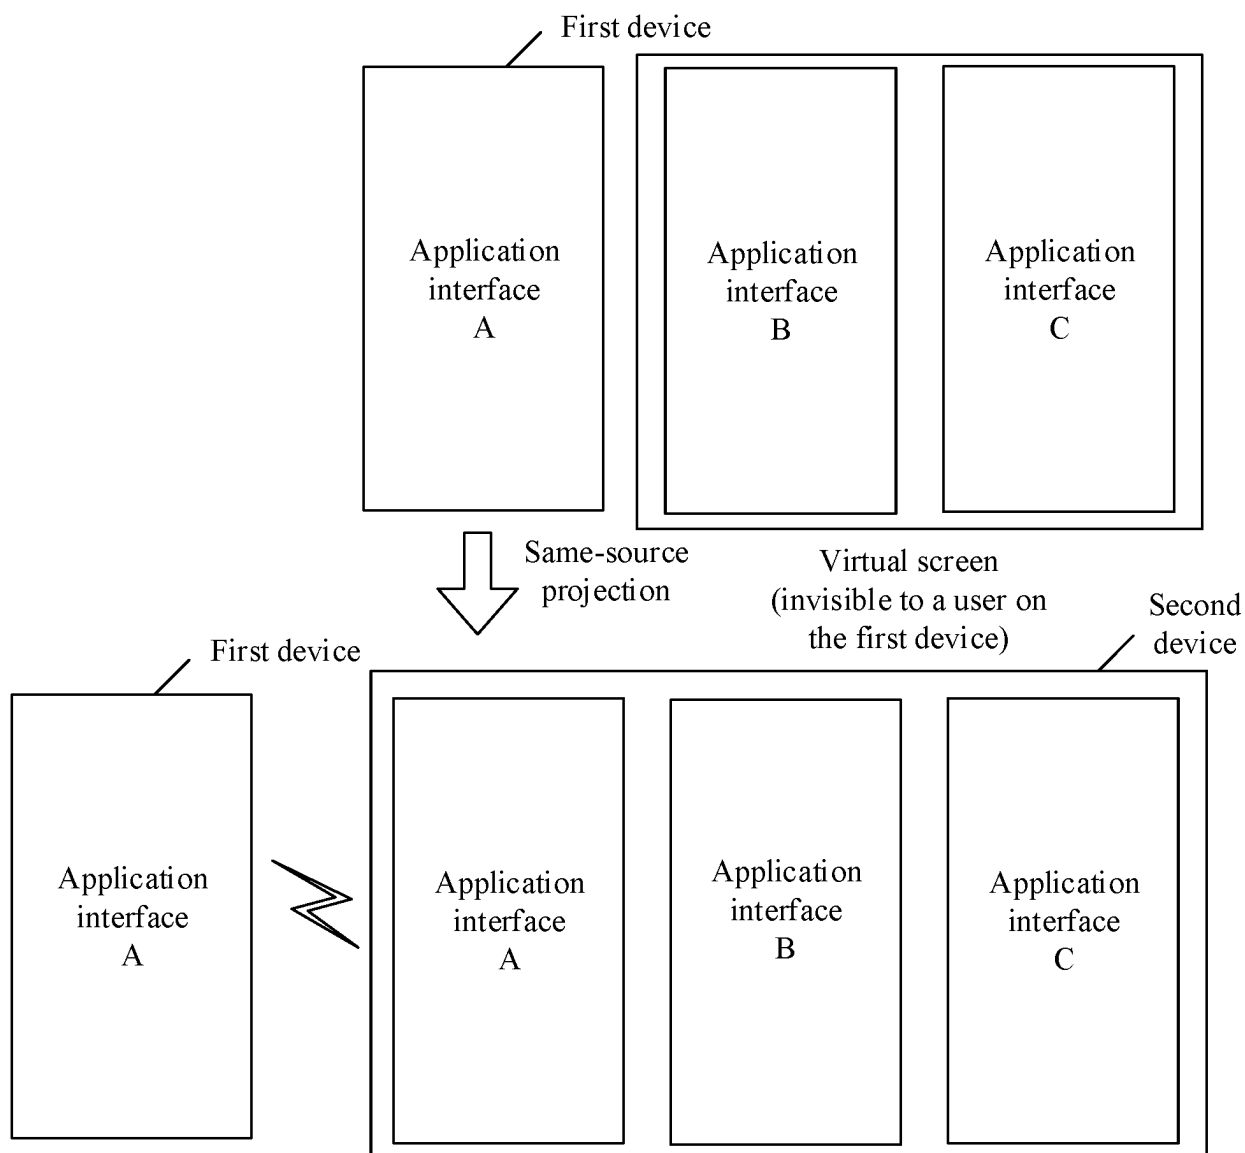 First device
Application
interface
A
Application
interface
B
Application
interface
C
Same-source
projection
Virtual screen
(invisible to a user on
the first device)
Second
device
First device
Application
interface
A
Application
interface
A
Application
interface
B
Application
interface
C